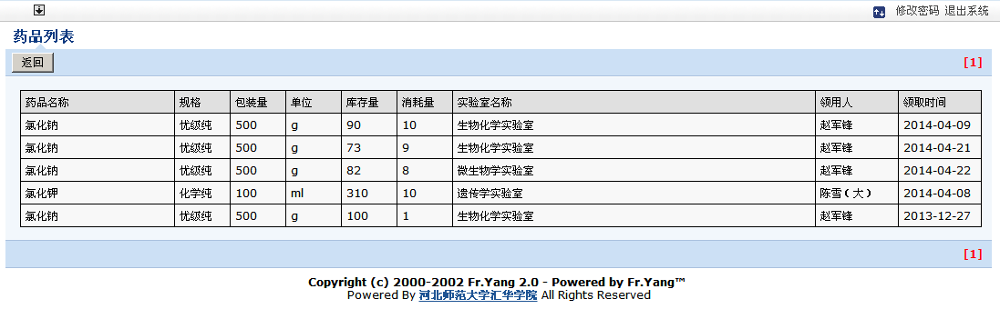 修改密码 退出系统
药品列表
返回 [1]
药品名称 规格 包装量 单位 库存量 消耗量 实验室名称 领用人 领取时间
氯化钠 优级纯 500 g 90 10 生物化学实验室 赵军锋 2014-04-09
氯化钠 优级纯 500 g 73 9 生物化学实验室 赵军锋 2014-04-21
氯化钠 优级纯 500 g 82 8 微生物学实验室 赵军锋 2014-04-22
氯化钾 化学纯 100 ml 310 10 遗传学实验室 陈雪（大） 2014-04-08
氯化钠 优级纯 500 g 100 1 生物化学实验室 赵军锋 2013-12-27
[1]
Copyright (c) 2000-2002 Fr.Yang 2.0 - Powered by Fr.Yang™
Powered By 河北师范大学汇华学院 All Rights Reserved